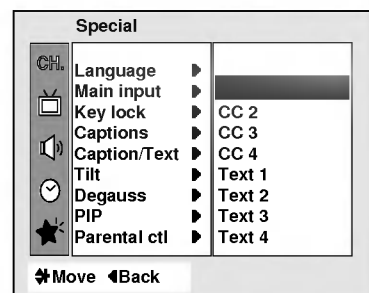 Special
CH.
Language
Main input
Key lock
Captions
Caption/Text
Tilt
Degauss
PIP
Parental ctl
CC 2
CC 3
CC 4
Text 1
Text 2
Text 3
Text 4
Move Back